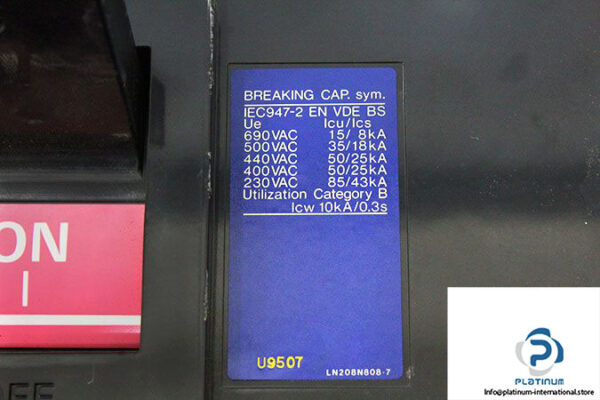 BREAKING CAP. sym.
IEC947-2 EN VDE BS
Ue Icu/Ics
690VAC 15/ 8kA
500VAC 35/18kA
440VAC 50/25kA
400VAC 50/25kA
230VAC 85/43kA
Utilization Category B
Icw 10kA/0,3s
ON
|
U9507
LN208N808-7
OFF
PLATINUM
Info@platinum-international.store